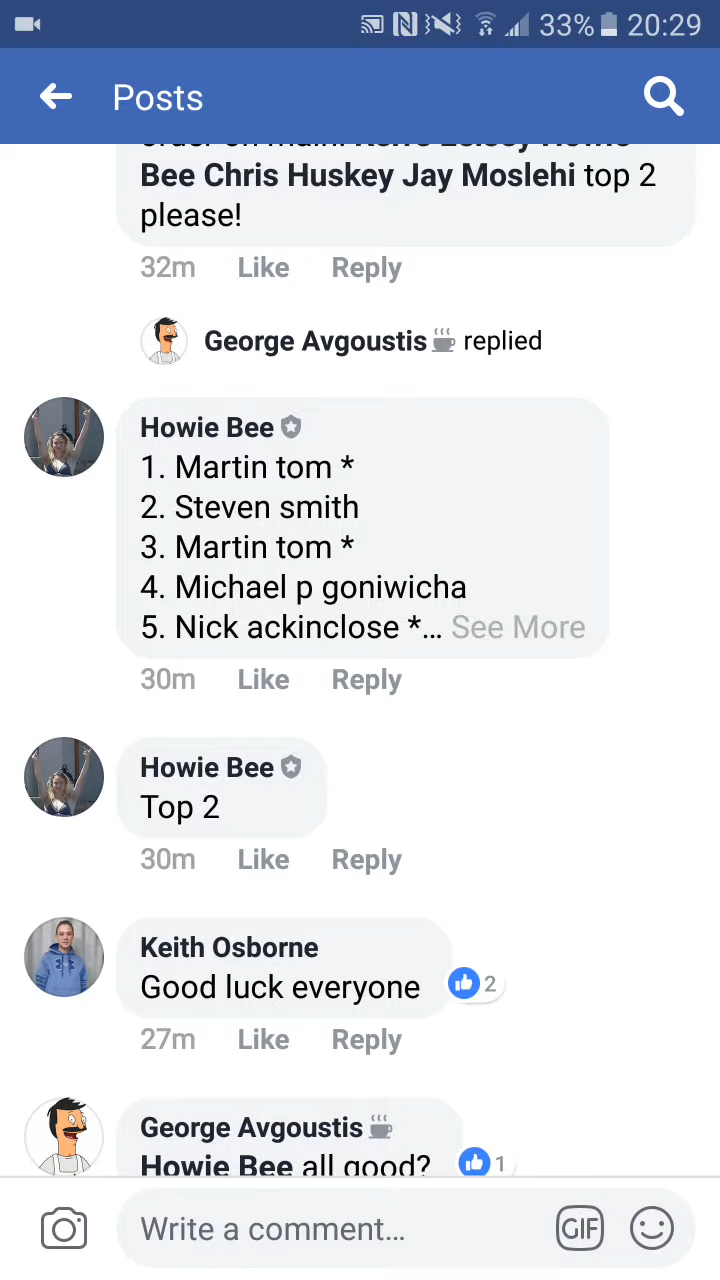 33% 20:29
Posts
Bee Chris Huskey Jay Moslehi top 2
please!
32m Like Reply
George Avgoustis replied
Howie Bee
1. Martin tom *
2. Steven smith
3. Martin tom *
4. Michael p goniwicha
5. Nick ackinclose *... See More
30m Like Reply
Howie Bee
Top 2
30m Like Reply
Keith Osborne
Good luck everyone
2
27m Like Reply
George Avgoustis
Howie Bee all good?
1
Write a comment...
GIF